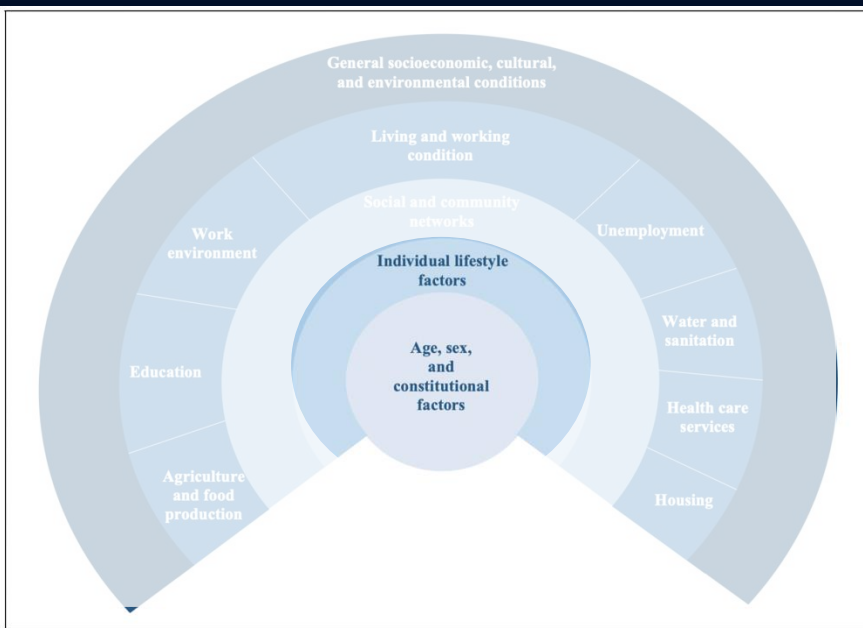 General socioeconomic, cultural,
and environmental conditions
Living and working
condition
Social and community
networks
Work
environment
Unemployment
Individual lifestyle
factors
Water and
sanitation
Age, sex,
and
constitutional
factors
Education
Health care
services
Agriculture
and food
production
Housing